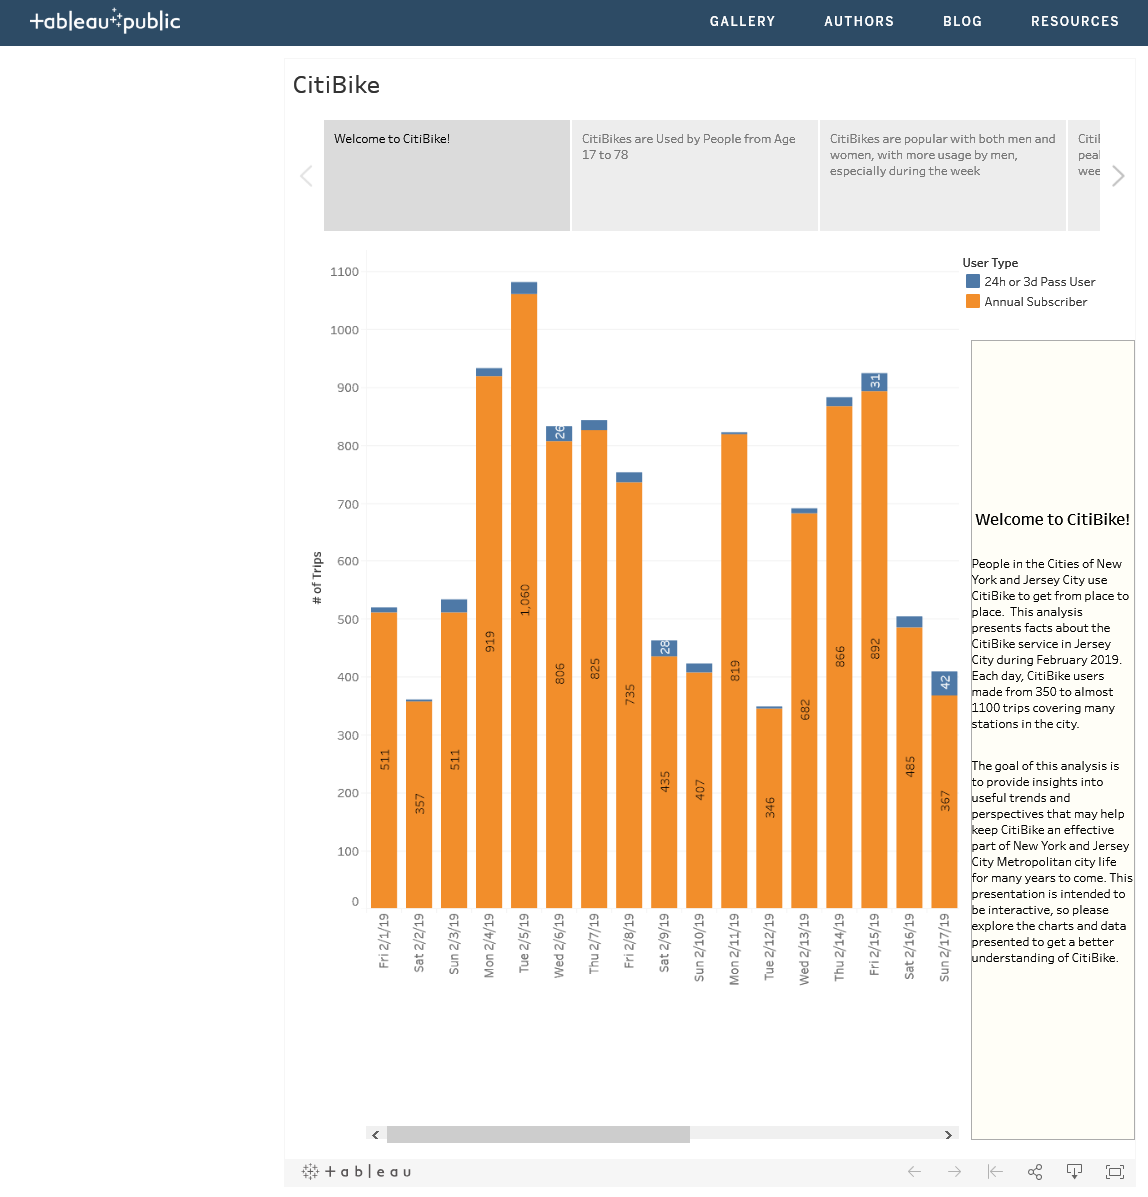 tableau public
GALLERY
AUTHORS
BLOG
RESOURCES
CitiBike
Welcome to CitiBike!
CitiBikes are Used by People from Age
17 to 78
CitiBikes are popular with both men and
women, with more usage by men,
especially during the week
User Type
24h or 3d Pass User
Annual Subscriber
# of Trips
1100
1000
900
800
700
600
500
400
300
200
100
0
511
357
511
919
1,060
26
806
825
735
28
435
407
819
346
682
866
31
892
485
42
367
Fri 2/1/19
Sat 2/2/19
Sun 2/3/19
Mon 2/4/19
Tue 2/5/19
Wed 2/6/19
Thu 2/7/19
Fri 2/8/19
Sat 2/9/19
Sun 2/10/19
Mon 2/11/19
Tue 2/12/19
Wed 2/13/19
Thu 2/14/19
Fri 2/15/19
Sat 2/16/19
Sun 2/17/19
Welcome to CitiBike!
People in the Cities of New
York and Jersey City use
CitiBike to get from place to
place. This analysis
presents facts about the
CitiBike service in Jersey
City during February 2019.
Each day, CitiBike users
made from 350 to almost
1100 trips covering many
stations in the city.
The goal of this analysis is
to provide insights into
useful trends and
perspectives that may help
keep CitiBike an effective
part of New York and Jersey
City Metropolitan city life
for many years to come. This
presentation is intended to
be interactive, so please
explore the charts and data
presented to get a better
understanding of CitiBike.
tableau